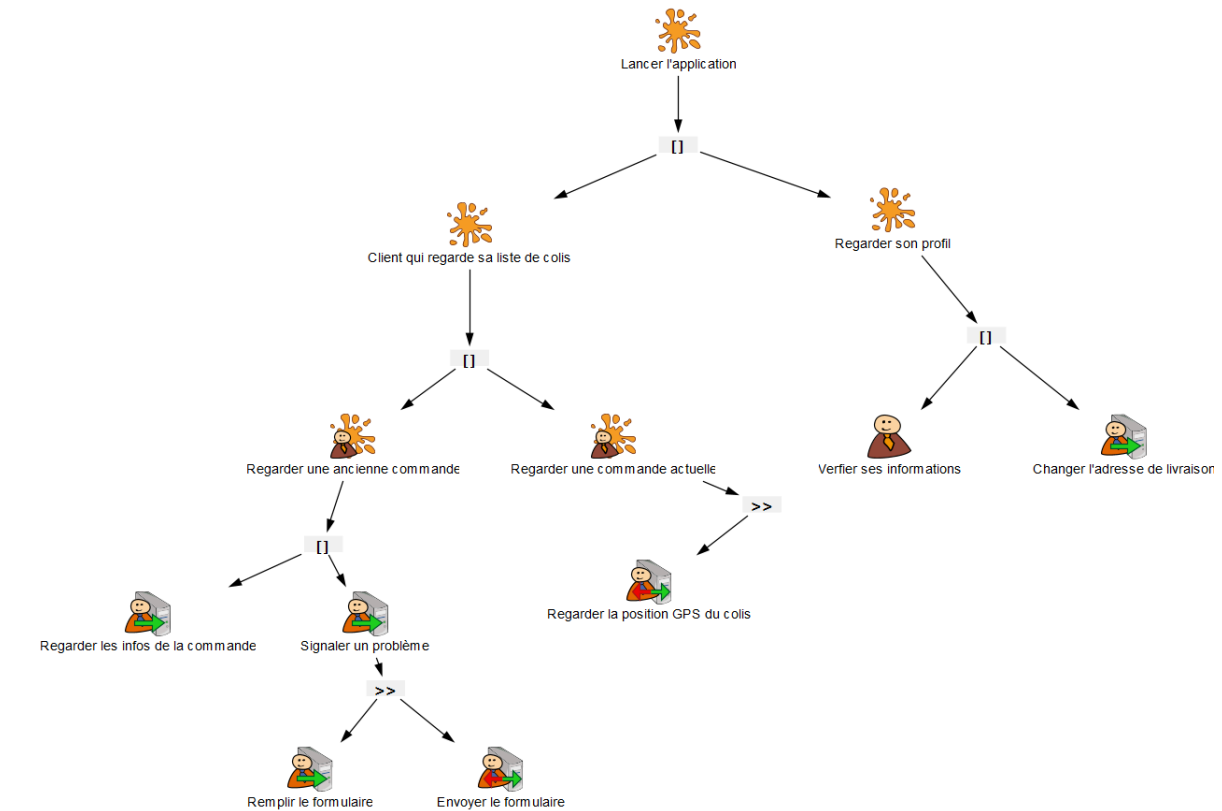 Lancer l'application
[]
Regarder son profil
Client qui regarde sa liste de colis
[]
[]
Regarder une ancienne commande
Regarder une commande actuelle
Verfier ses informations
Changer l'adresse de livraison
>>
[]
Regarder la position GPS du colis
Regarder les infos de la commande
Signaler un problème
>>
Remplir le formulaire
Envoyer le formulaire